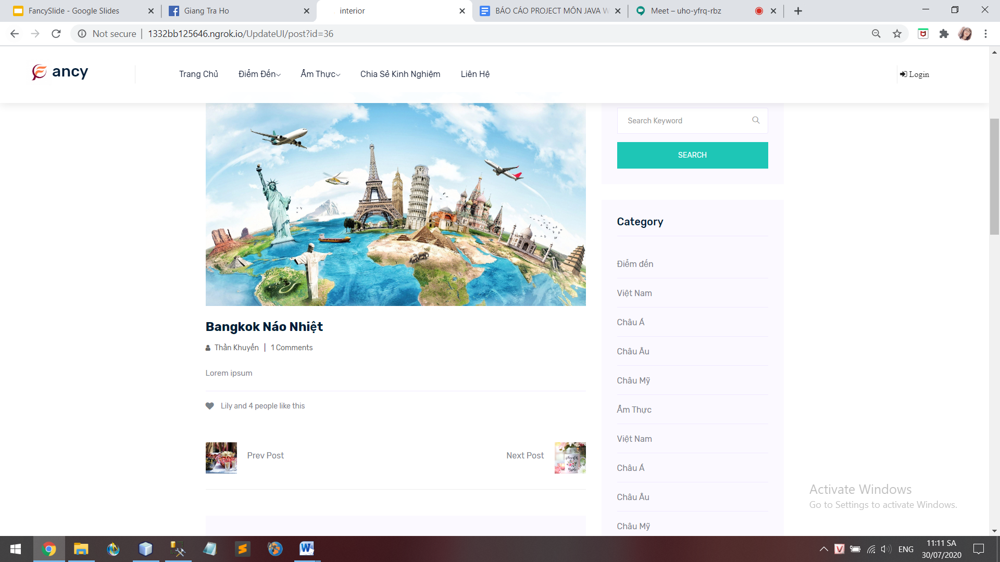 FancySlide - Google Slides
Giang Tra Ho
interior
BÁO CÁO PROJECT MÔN JAVA W
Meet – uho-yfrq-rbz
Not secure | 1332bb125646.ngrok.io/UpdateUI/post?id=36
ancy
Trang Chủ
Điểm Đến
Ẩm Thực
Chia Sẻ Kinh Nghiệm
Liên Hệ
Login
Search Keyword
SEARCH
Category
Điểm đến
Việt Nam
Châu Á
Châu Âu
Châu Mỹ
Ẩm Thực
Việt Nam
Châu Á
Châu Âu
Châu Mỹ
Bangkok Náo Nhiệt
Thần Khuyển | 1 Comments
Lorem ipsum
Lily and 4 people like this
Prev Post
Next Post
Activate Windows
Go to Settings to activate Windows.
ENG
11:11 SA
30/07/2020